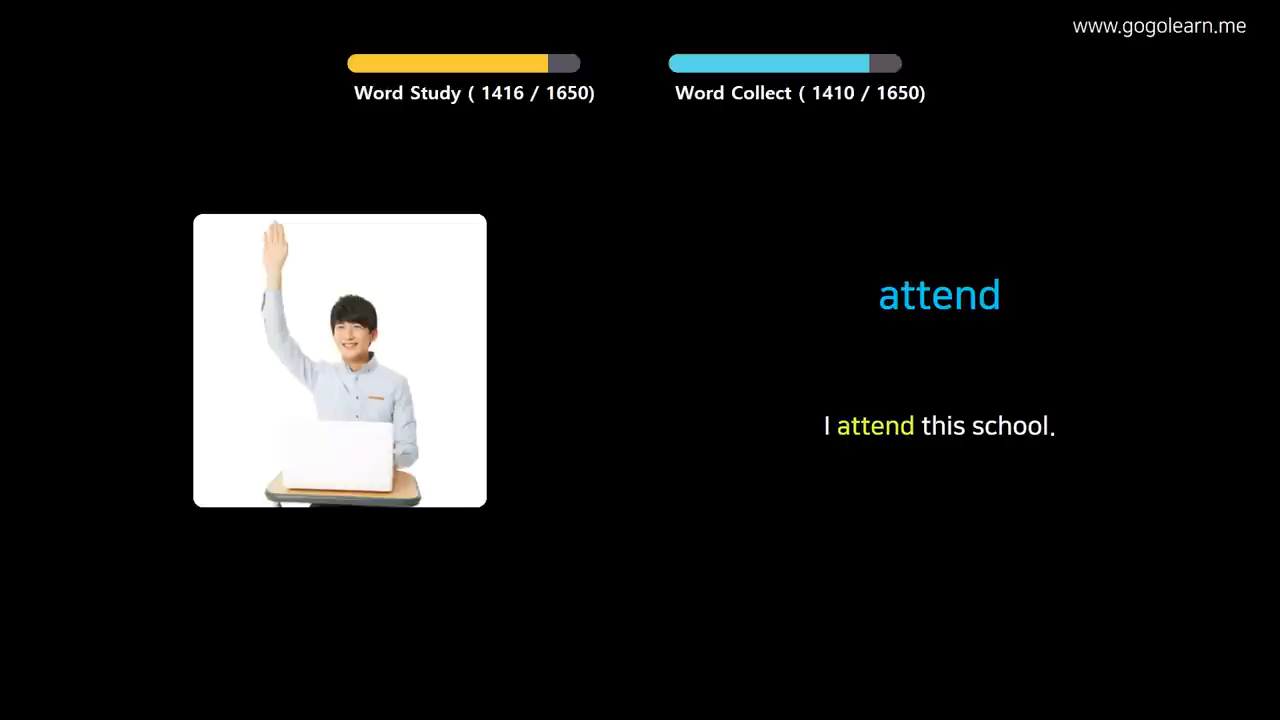 www.gogolearn.me
Word Study ( 1416 / 1650)
Word Collect ( 1410 / 1650)
attend
I attend this school.